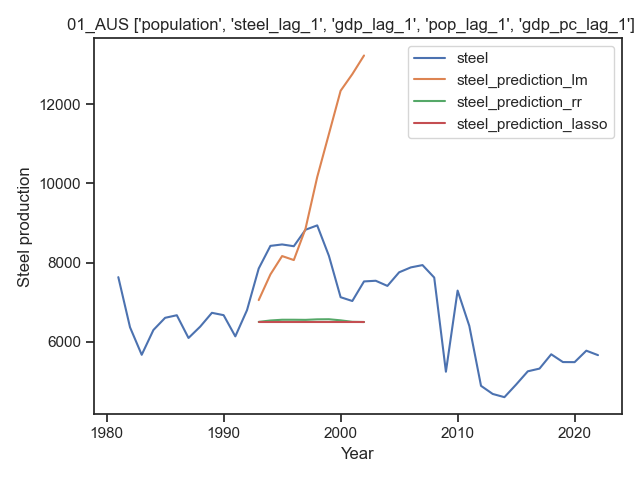 01_AUS ['population', 'steel_lag_1', 'gdp_lag_1', 'pop_lag_1', 'gdp_pc_lag_1']
steel
steel_prediction_lm
steel_prediction_rr
steel_prediction_lasso
12000
10000
8000
6000
Steel production
1980
1990
2000
2010
2020
Year